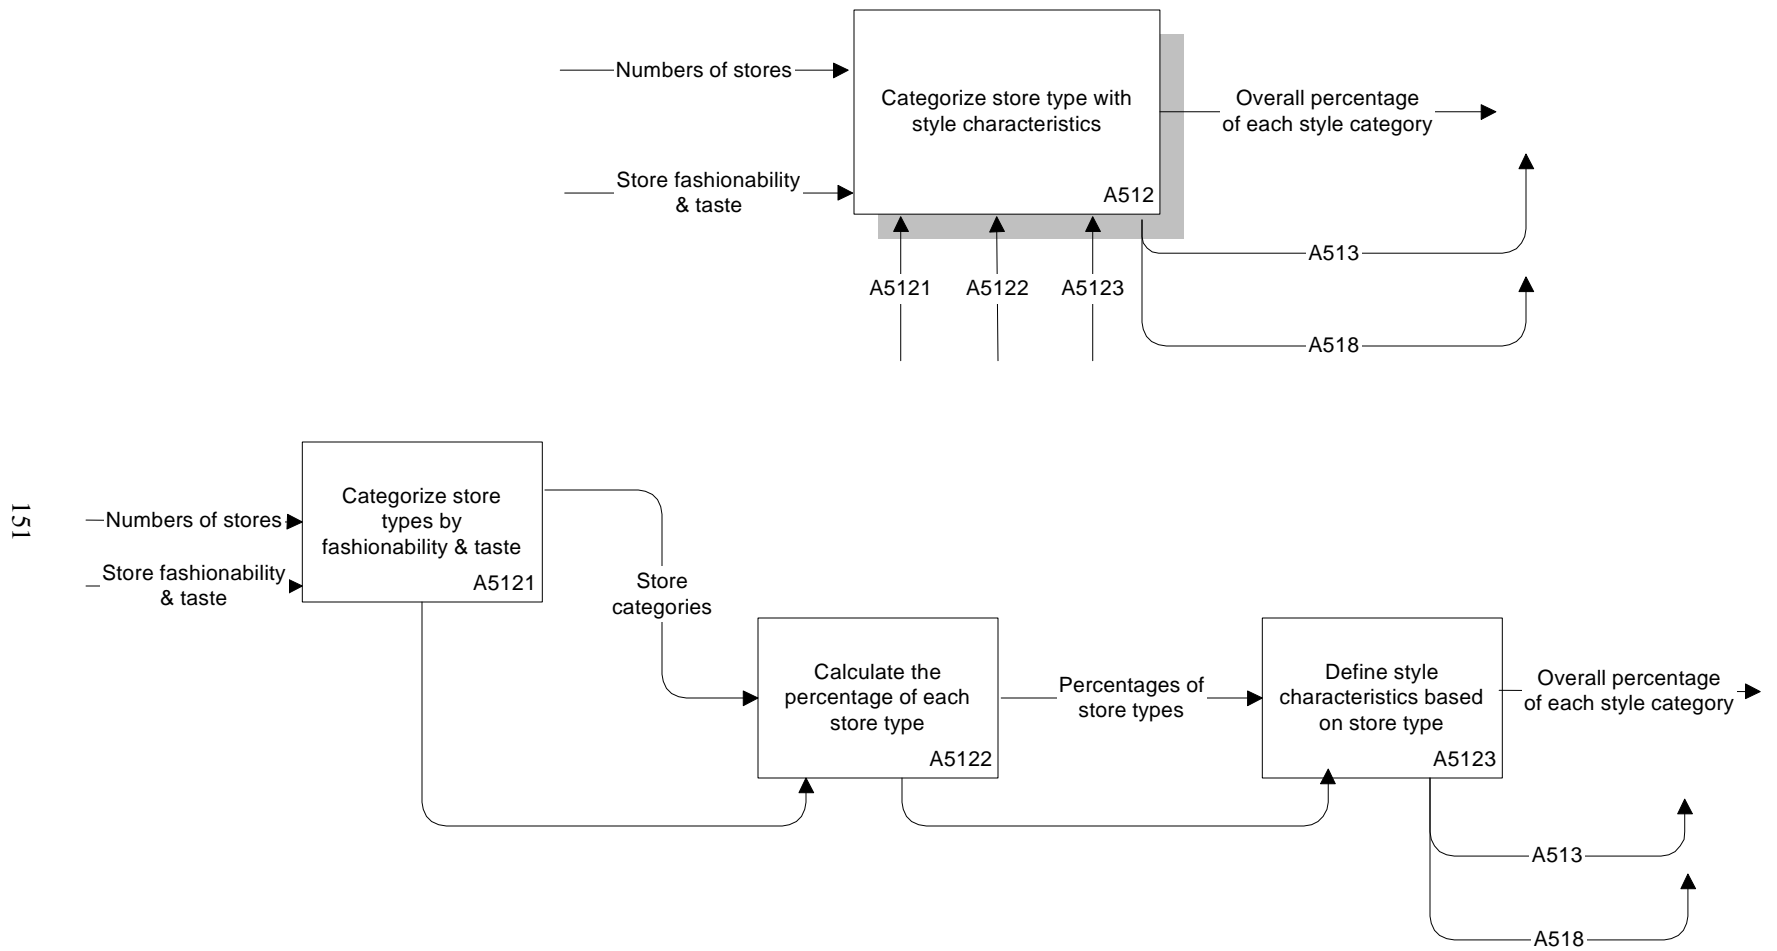 Numbers of stores
Store fashionability
& taste
Categorize store type with
style characteristics
A512
Overall percentage
of each style category
A5121
A5122
A5123
A513
A518
151
Numbers of stores
Store fashionability
& taste
Categorize store
types by
fashionability & taste
A5121
Store
categories
Calculate the
percentage of each
store type
A5122
Percentages of
store types
Define style
characteristics based
on store type
A5123
Overall percentage
of each style category
A513
A518